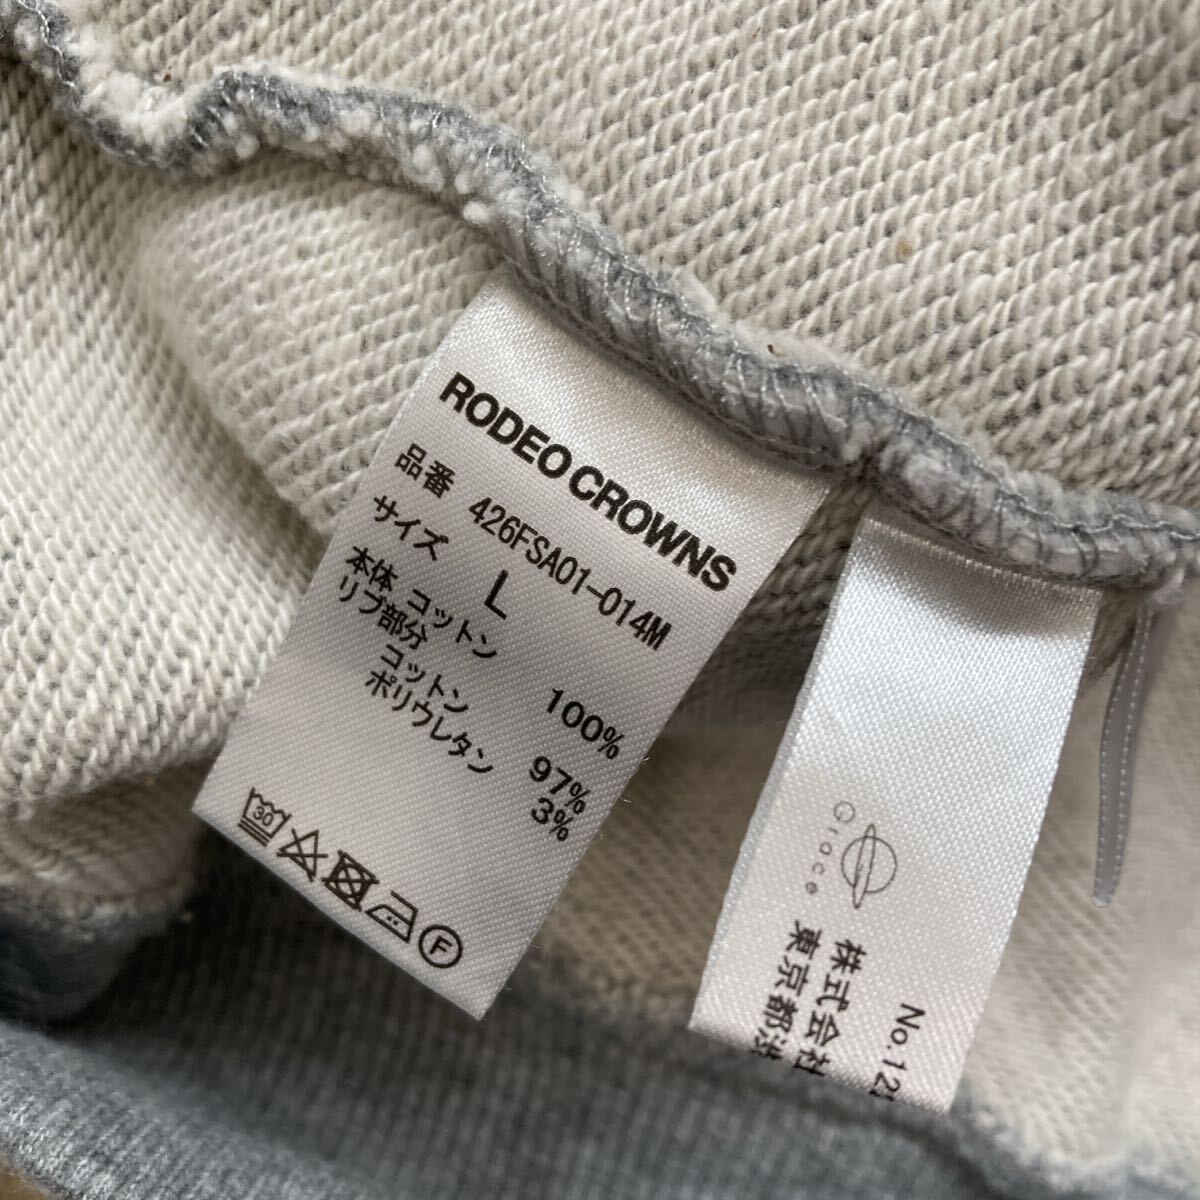 RODEO CROWNS
品番 426FSA01-014M
サイズ L
本体 コットン 100%
リブ部分
コットン 97%
ポリウレタン 3%
30
F
Grace
株式会社
東京都渋
No.12